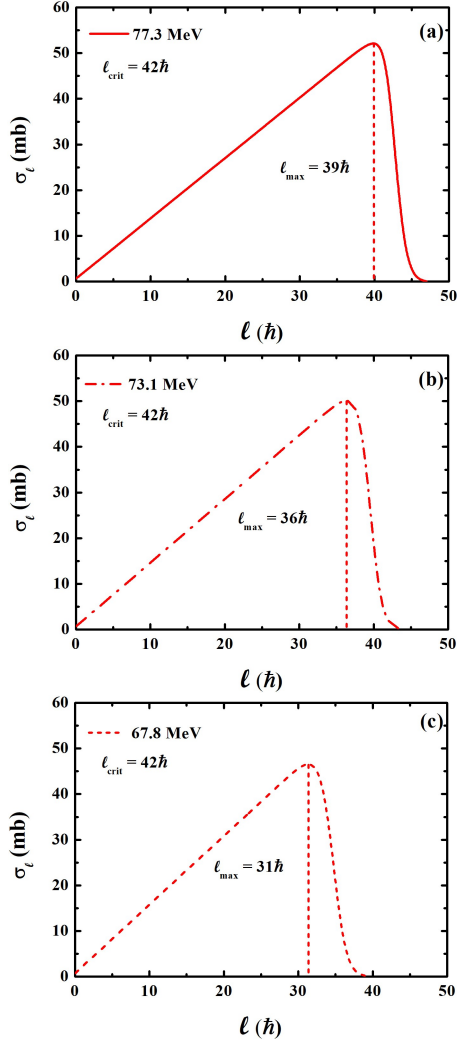 60
(a)
77.3 MeV
50
ℓcrit = 42ħ
40
σℓ (mb)
30
ℓmax = 39ħ
20
10
0
0 10 20 30 40 50
ℓ (ħ)
60
(b)
73.1 MeV
50
ℓcrit = 42ħ
40
σℓ (mb)
30
ℓmax = 36ħ
20
10
0
0 10 20 30 40 50
ℓ (ħ)
60
(c)
67.8 MeV
50
ℓcrit = 42ħ
40
σℓ (mb)
30
ℓmax = 31ħ
20
10
0
0 10 20 30 40 50
ℓ (ħ)